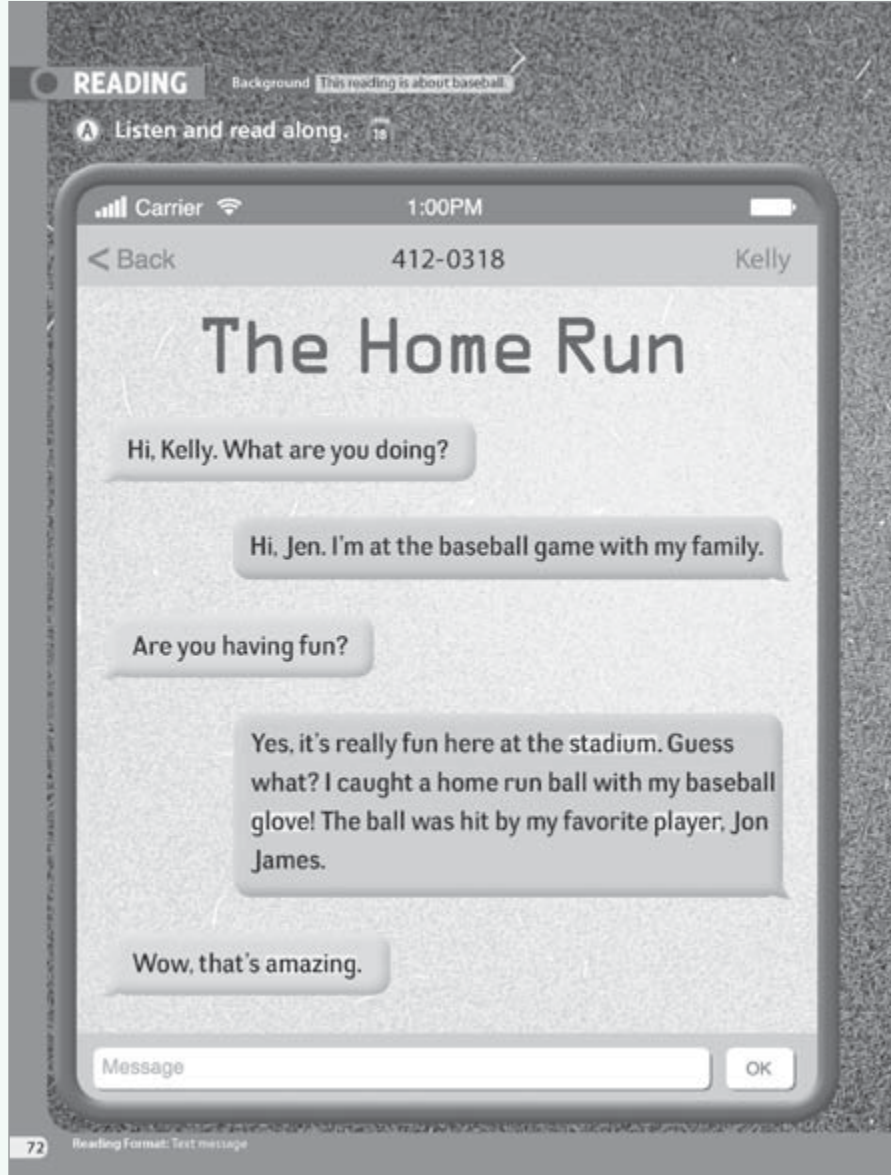 READING
Background This reading is about baseball.
A Listen and read along. 18
Carrier 1:00PM
< Back 412-0318 Kelly
The Home Run
Hi, Kelly. What are you doing?
Hi, Jen. I'm at the baseball game with my family.
Are you having fun?
Yes, it's really fun here at the stadium. Guess
what? I caught a home run ball with my baseball
glove! The ball was hit by my favorite player, Jon
James.
Wow, that's amazing.
Message OK
72 Reading Format: Text message